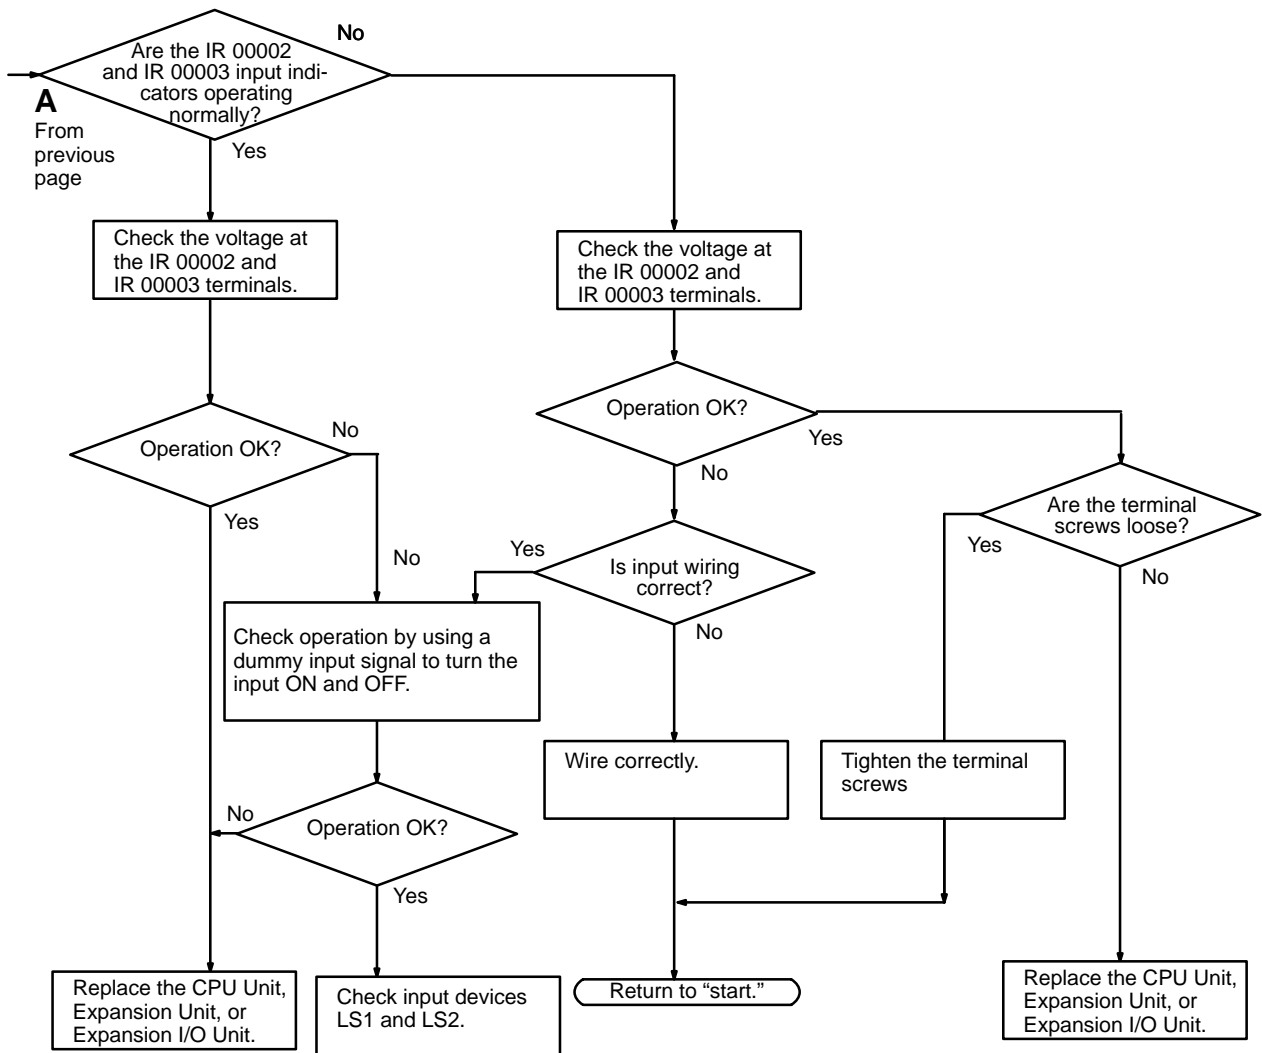 No
Are the IR 00002
and IR 00003 input indi-
cators operating
normally?
A
From
previous
page
Yes
Check the voltage at
the IR 00002 and
IR 00003 terminals.
Check the voltage at
the IR 00002 and
IR 00003 terminals.
Operation OK?
No
Yes
Operation OK?
Yes
No
Are the terminal
screws loose?
Yes
No
No
Yes
Is input wiring
correct?
No
Check operation by using a
dummy input signal to turn the
input ON and OFF.
Wire correctly.
Tighten the terminal
screws
No
Operation OK?
Yes
Replace the CPU Unit,
Expansion Unit, or
Expansion I/O Unit.
Check input devices
LS1 and LS2.
Return to “start.”
Replace the CPU Unit,
Expansion Unit, or
Expansion I/O Unit.